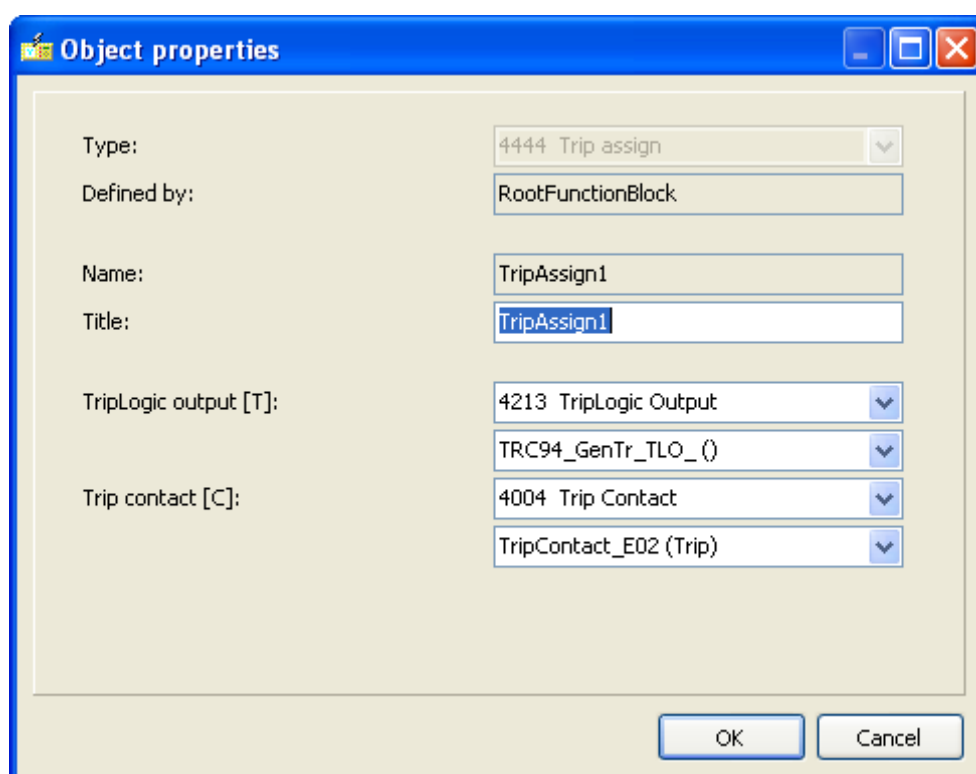 Object properties
Type: 4444 Trip assign
Defined by: RootFunctionBlock
Name: TripAssign1
Title: TripAssign1
TripLogic output [T]: 4213 TripLogic Output
TRC94_GenTr_TLO_ ()
Trip contact [C]: 4004 Trip Contact
TripContact_E02 (Trip)
OK Cancel